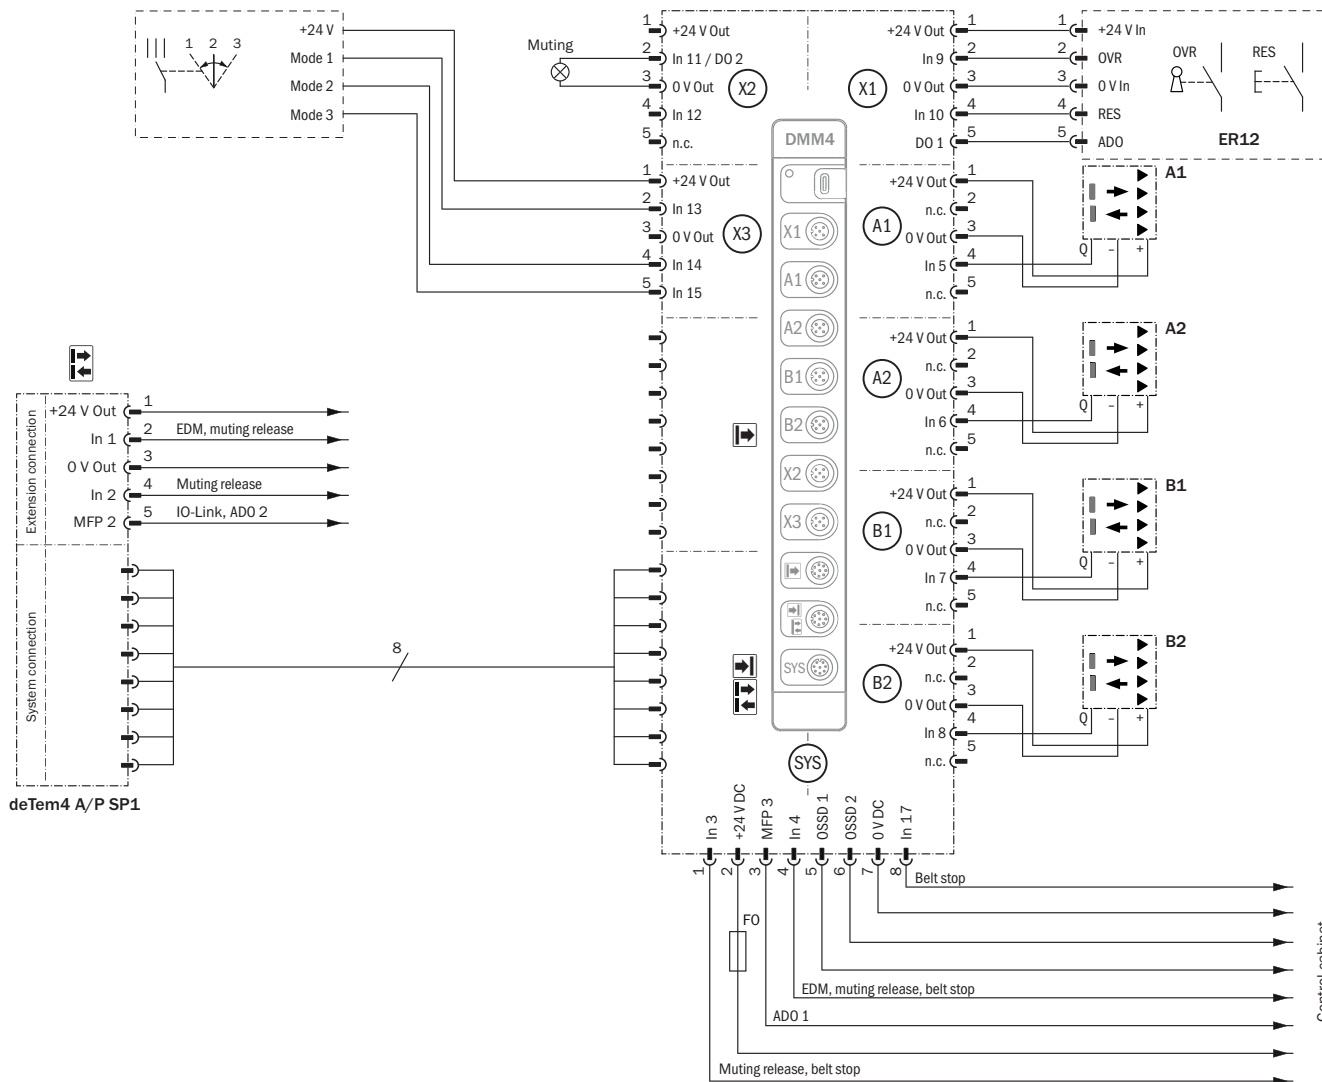 1 2 3
+24 V
Mode 1
Mode 2
Mode 3
Muting
1 +24 V Out
2 In 11 / DO 2
3 0 V Out
4 In 12
5 n.c.
X2
1 +24 V Out
2 In 13
3 0 V Out
4 In 14
5 In 15
X3
DMM4
X1
A1
A2
B1
B2
X2
X3
SYS
X1
+24 V Out 1
In 9 2
0 V Out 3
In 10 4
DO 1 5
1 +24 V In
2 OVR
3 0 V In
4 RES
5 ADO
OVR
RES
ER12
A1
+24 V Out 1
n.c. 2
0 V Out 3
In 5 4
n.c. 5
Q – +
A1
A2
+24 V Out 1
n.c. 2
0 V Out 3
In 6 4
n.c. 5
Q – +
A2
B1
+24 V Out 1
n.c. 2
0 V Out 3
In 7 4
n.c. 5
Q – +
B1
B2
+24 V Out 1
n.c. 2
0 V Out 3
In 8 4
n.c. 5
Q – +
B2
Extension connection
+24 V Out 1
In 1 2 EDM, muting release
0 V Out 3
In 2 4 Muting release
MFP 2 5 IO-Link, ADO 2
System connection
8
deTem4 A/P SP1
SYS
In 3 1
+24 V DC 2
MFP 3 3
In 4 4
OSSD 1 5
OSSD 2 6
0 V DC 7
In 17 8
Belt stop
F0
EDM, muting release, belt stop
ADO 1
Muting release, belt stop
Control cabinet